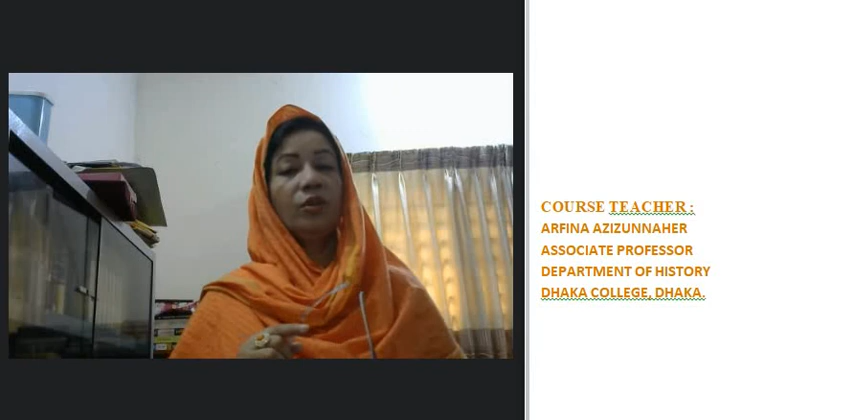 COURSE TEACHER :
ARFINA AZIZUNNAHER
ASSOCIATE PROFESSOR
DEPARTMENT OF HISTORY
DHAKA COLLEGE, DHAKA.